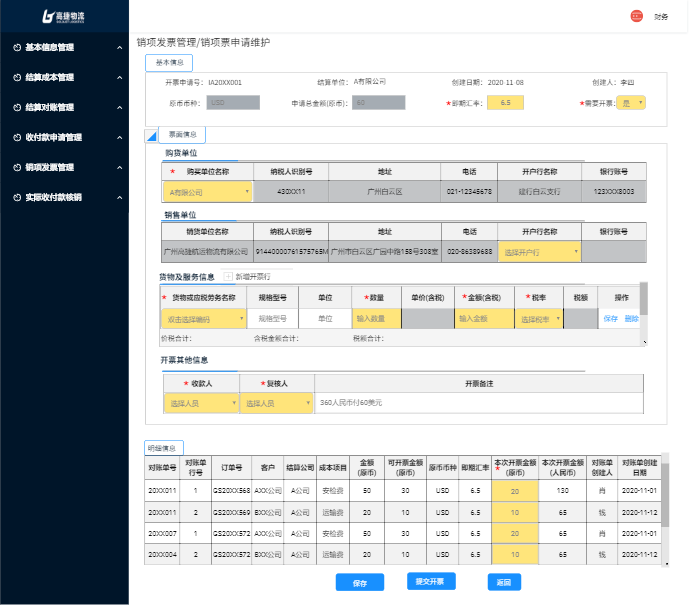 高捷物流
财务
基本信息管理
结算成本管理
结算对账管理
收付款申请管理
销项发票管理
实际收付款核销
销项发票管理/销项票申请维护
基本信息
开票申请号： IA20XX001 结算单位： A有限公司 创建日期： 2020-11-08 创建人： 李四
原币币种： USD 申请总金额(原币)： 60 *即期汇率： 6.5 *需要开票： 是
票面信息
购货单位
* 购买单位名称 纳税人识别号 地址 电话 开户行名称 银行账号
A有限公司 430XX11 广州白云区 021-12345678 建行白云支行 123XXX8003
销售单位
销货单位名称 纳税人识别号 地址 电话 开户行名称 银行账号
广州高捷航运物流有限公司 91440000761575765M 广州市白云区广园中路158号308室 020-86389688 选择开户行
货物及服务信息 新增开票行
* 货物或应税劳务名称 规格型号 单位 *数量 单价(含税) *金额(含税) *税率 税额 操作
双击选择编码 规格型号 单位 输入数量 输入金额 选择税率 保存 删除
价税合计： 含税金额合计： 税额合计：
开票其他信息
* 收款人 * 复核人 开票备注
选择人员 选择人员 360人民币付60美元
明细信息
对账单号 对账单行号 订单号 客户 结算公司 成本项目 金额(原币) 可开票金额(原币) 原币币种 即期汇率 *本次开票金额(原币) 本次开票金额(人民币) 对账单创建人 对账单创建日期
20XX011 1 GS20XX568 AXX公司 A公司 安检费 50 30 USD 6.5 20 130 肖 2020-11-01
20XX011 2 GS20XX569 BXX公司 A公司 运输费 20 10 USD 6.5 10 65 钱 2020-11-12
20XX007 1 GS20XX572 AXX公司 A公司 安检费 50 30 USD 6.5 20 65 肖 2020-11-01
20XX004 2 GS20XX572 BXX公司 A公司 运输费 20 10 USD 6.5 10 65 钱 2020-11-12
保存 提交开票 返回